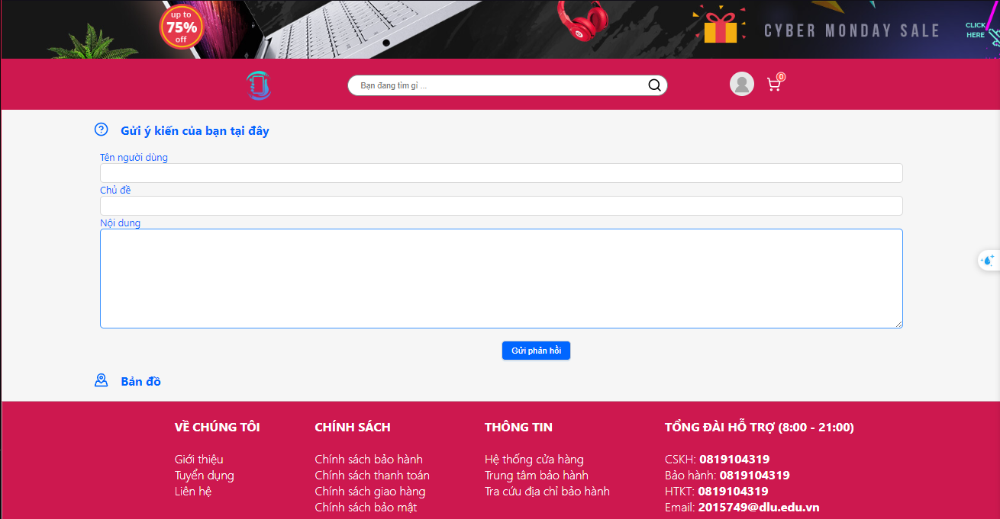 up to
75%
off
CYBER MONDAY SALE
CLICK
HERE
Bạn đang tìm gì ...
0
Gửi ý kiến của bạn tại đây
Tên người dùng
Chủ đề
Nội dung
Gửi phản hồi
Bản đồ
VỀ CHÚNG TÔI
Giới thiệu
Tuyển dụng
Liên hệ
CHÍNH SÁCH
Chính sách bảo hành
Chính sách thanh toán
Chính sách giao hàng
Chính sách bảo mật
THÔNG TIN
Hệ thống cửa hàng
Trung tâm bảo hành
Tra cứu địa chỉ bảo hành
TỔNG ĐÀI HỖ TRỢ (8:00 - 21:00)
CSKH: 0819104319
Bảo hành: 0819104319
HTKT: 0819104319
Email: 2015749@dlu.edu.vn